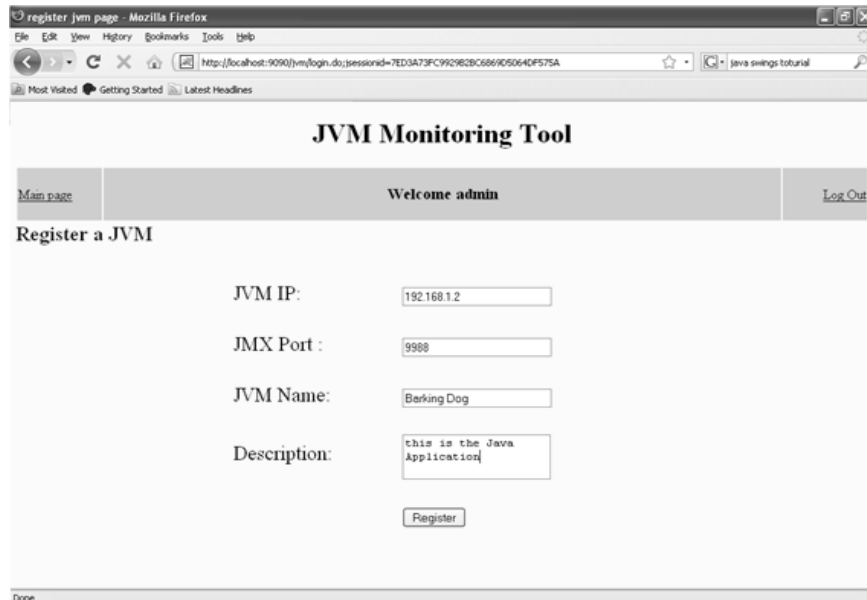 register jvm page - Mozilla Firefox
File Edit View History Bookmarks Tools Help
http://localhost:9090/jvm/login.do;jsessionid=7ED3A73FC9929B2BC6869D5064DF575A
java swings toturial
Most Visited Getting Started Latest Headlines
JVM Monitoring Tool
Main page Welcome admin Log Out
Register a JVM
JVM IP: 192.168.1.2
JMX Port : 9988
JVM Name: Barking Dog
Description: this is the Java
Application
Register
Done